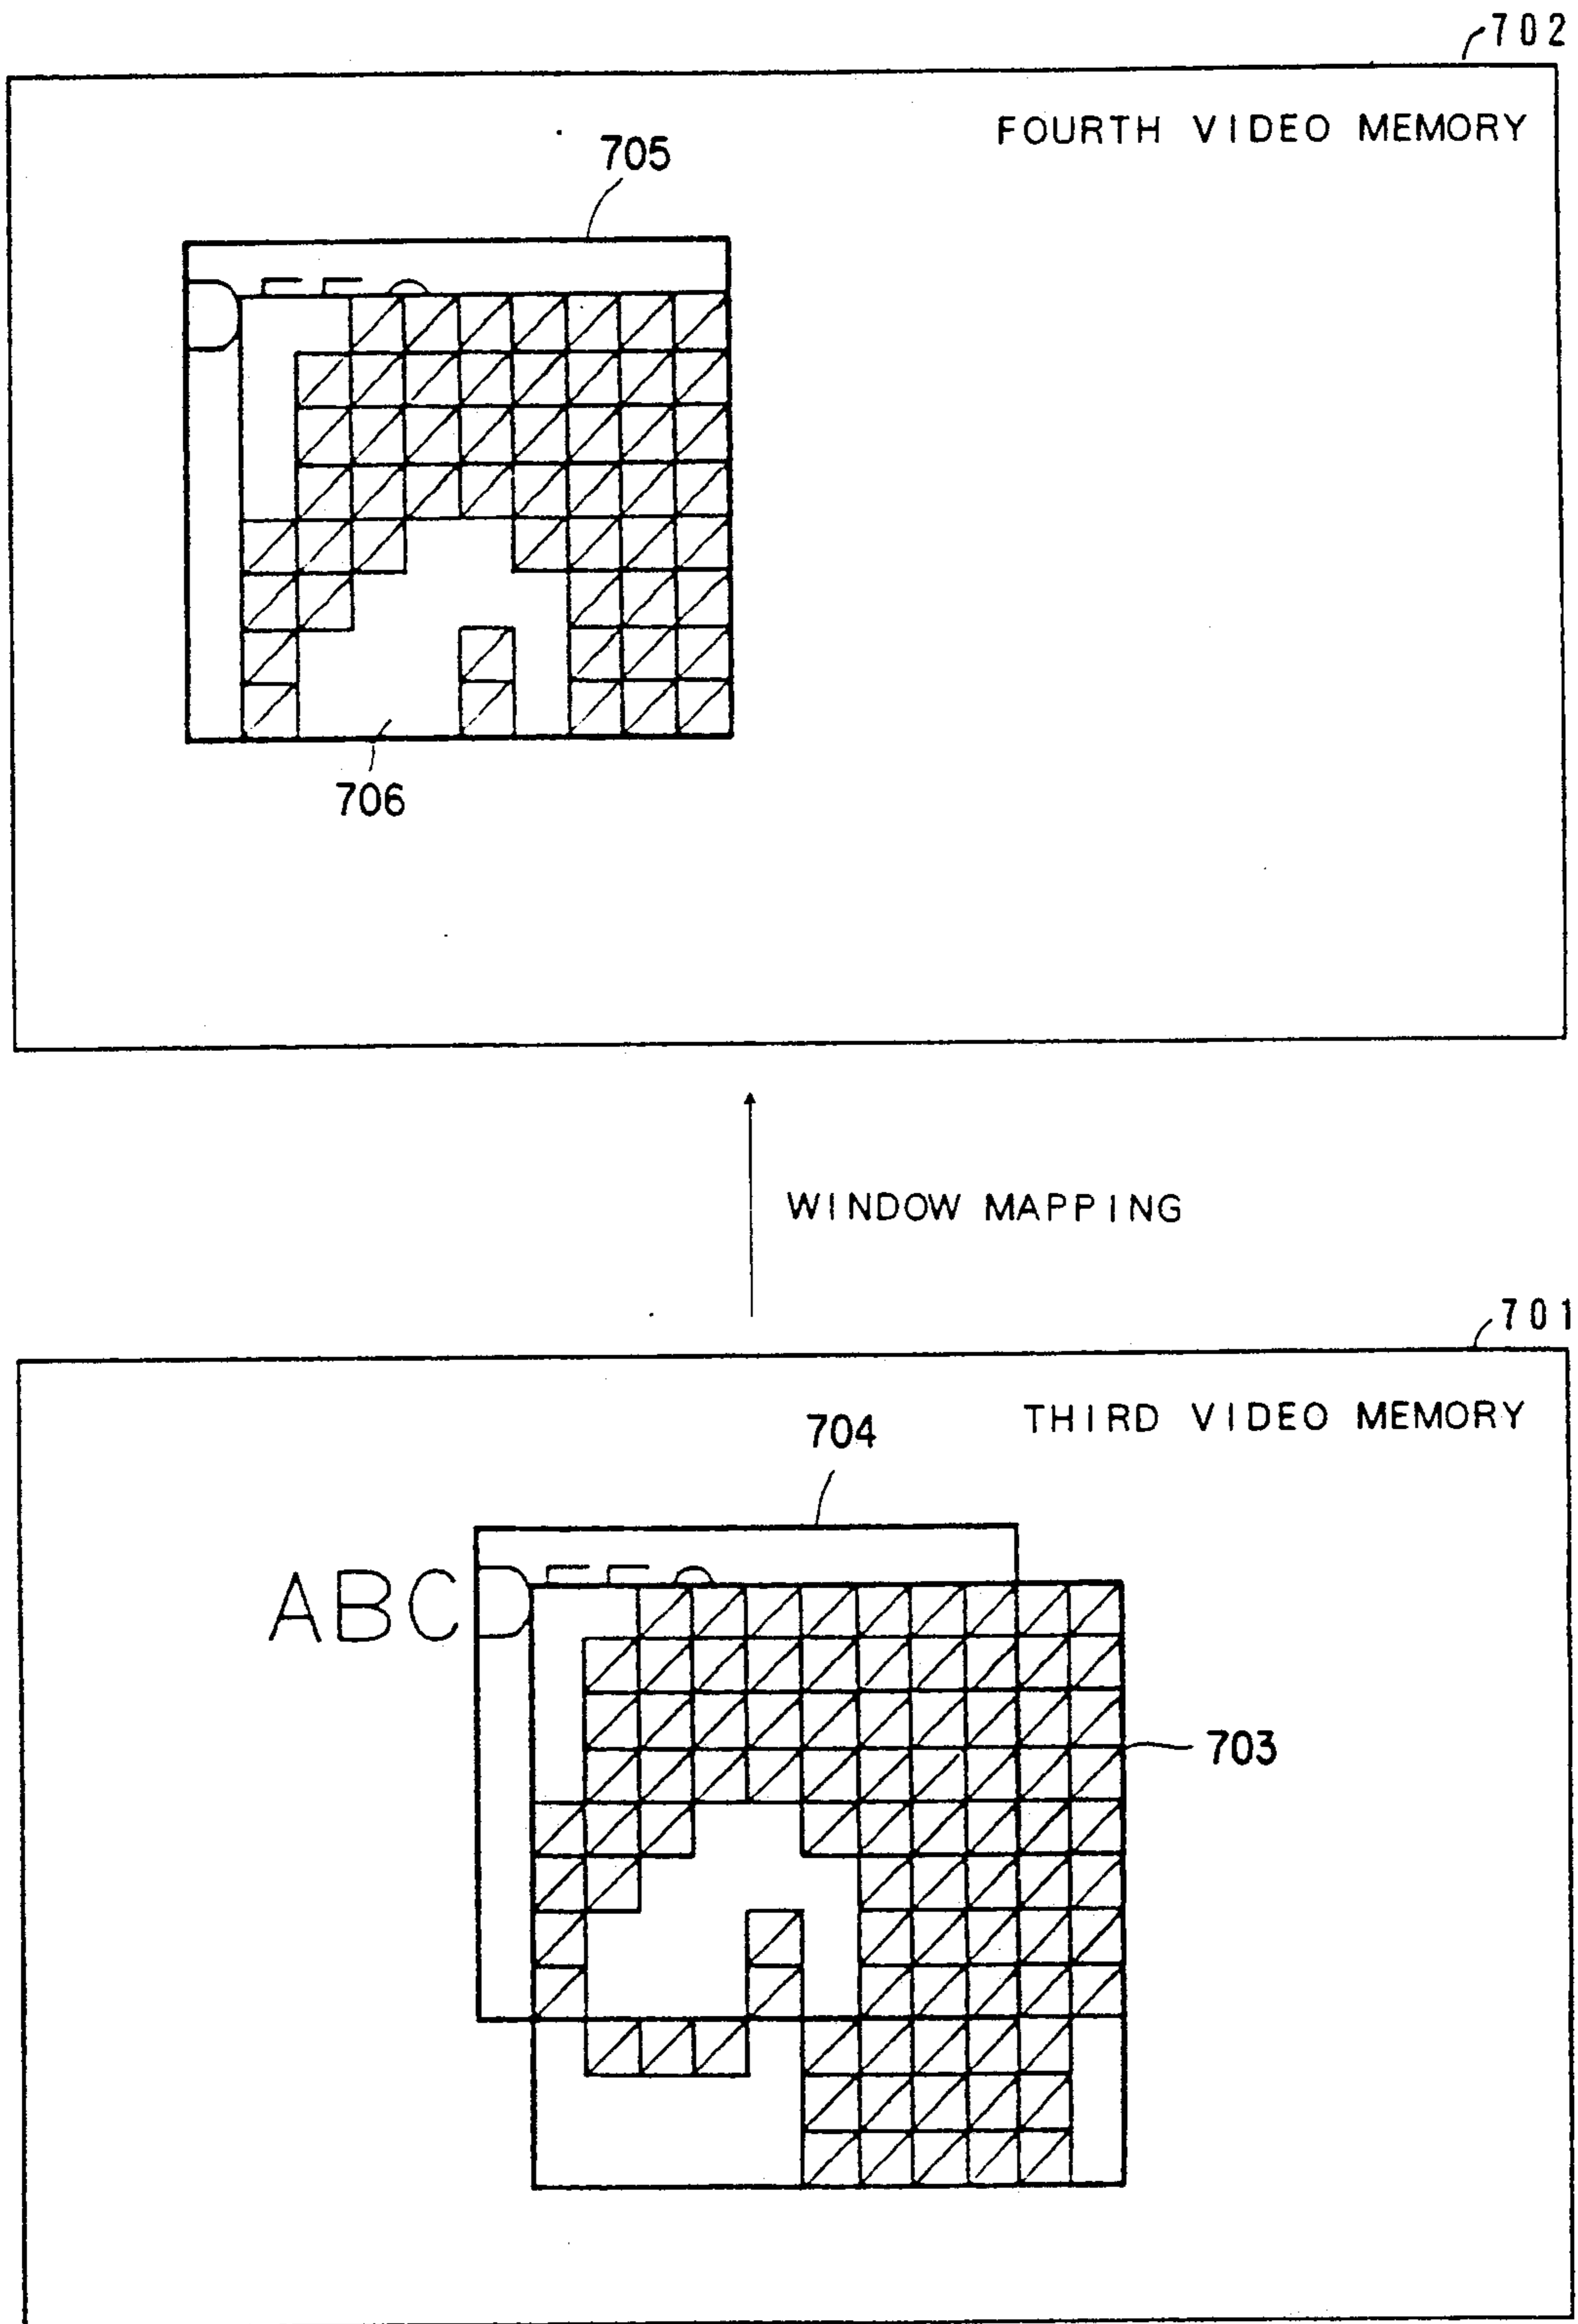 702
FOURTH VIDEO MEMORY
705
706
WINDOW MAPPING
701
THIRD VIDEO MEMORY
704
ABCD
703